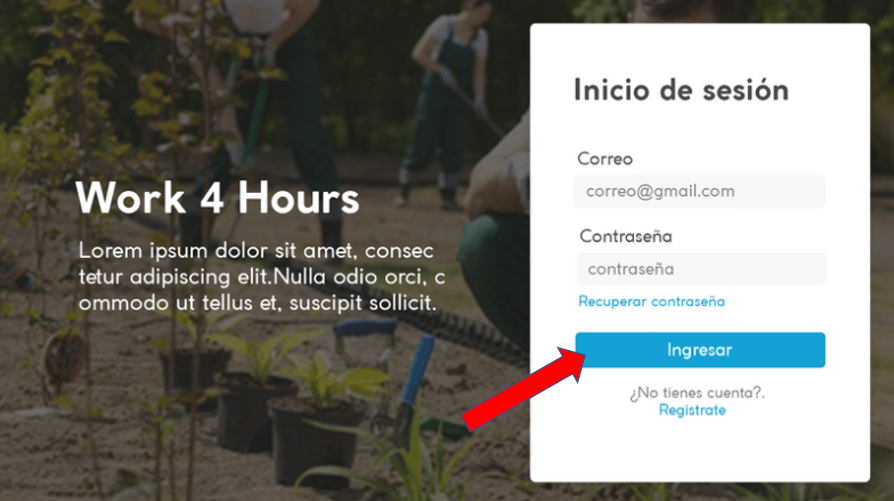 Work 4 Hours
Lorem ipsum dolor sit amet, consec
tetur adipiscing elit.Nulla odio orci, c
ommodo ut tellus et, suscipit sollicit.
Inicio de sesión
Correo
correo@gmail.com
Contraseña
contraseña
Recuperar contraseña
Ingresar
¿No tienes cuenta?.
Registrate